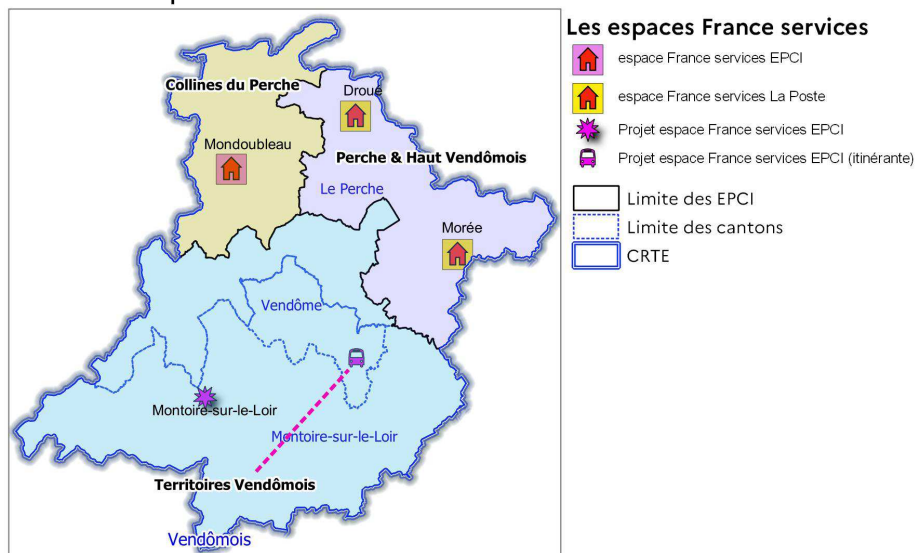 Collines du Perche
Droué
Mondoubleau
Perche & Haut Vendômois
Le Perche
Morée
Vendôme
Montoire-sur-le-Loir
Montoire-sur-le-Loir
Territoires Vendômois
Vendômois
Les espaces France services
espace France services EPCI
espace France services La Poste
Projet espace France services EPCI
Projet espace France services EPCI (itinérante)
Limite des EPCI
Limite des cantons
CRTE